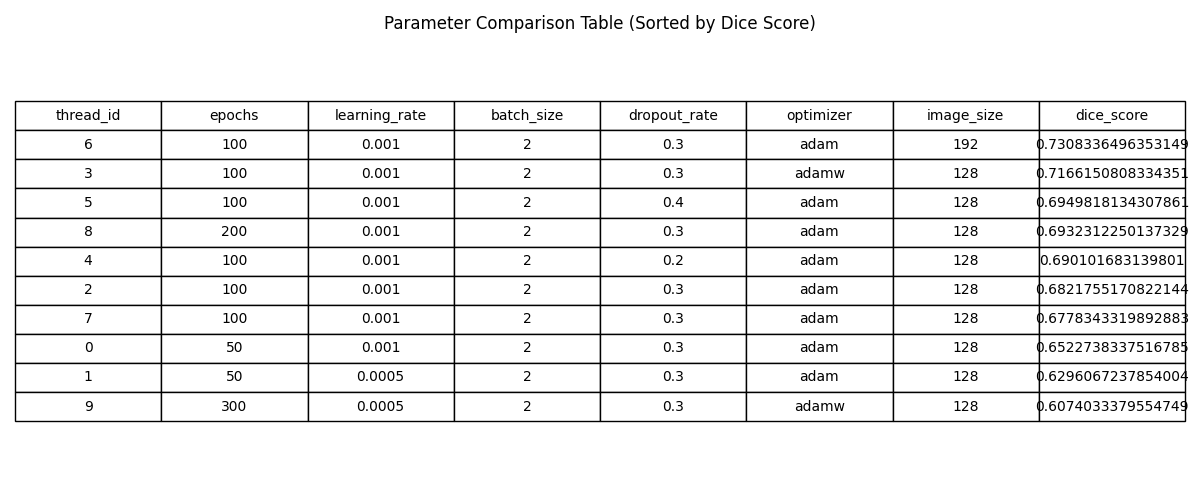 Parameter Comparison Table (Sorted by Dice Score)
thread_id epochs learning_rate batch_size dropout_rate optimizer image_size dice_score
6 100 0.001 2 0.3 adam 192 0.7308336496353149
3 100 0.001 2 0.3 adamw 128 0.7166150808334351
5 100 0.001 2 0.4 adam 128 0.6949818134307861
8 200 0.001 2 0.3 adam 128 0.6932312250137329
4 100 0.001 2 0.2 adam 128 0.690101683139801
2 100 0.001 2 0.3 adam 128 0.6821755170822144
7 100 0.001 2 0.3 adam 128 0.6778343319892883
0 50 0.001 2 0.3 adam 128 0.6522738337516785
1 50 0.0005 2 0.3 adam 128 0.6296067237854004
9 300 0.0005 2 0.3 adamw 128 0.6074033379554749